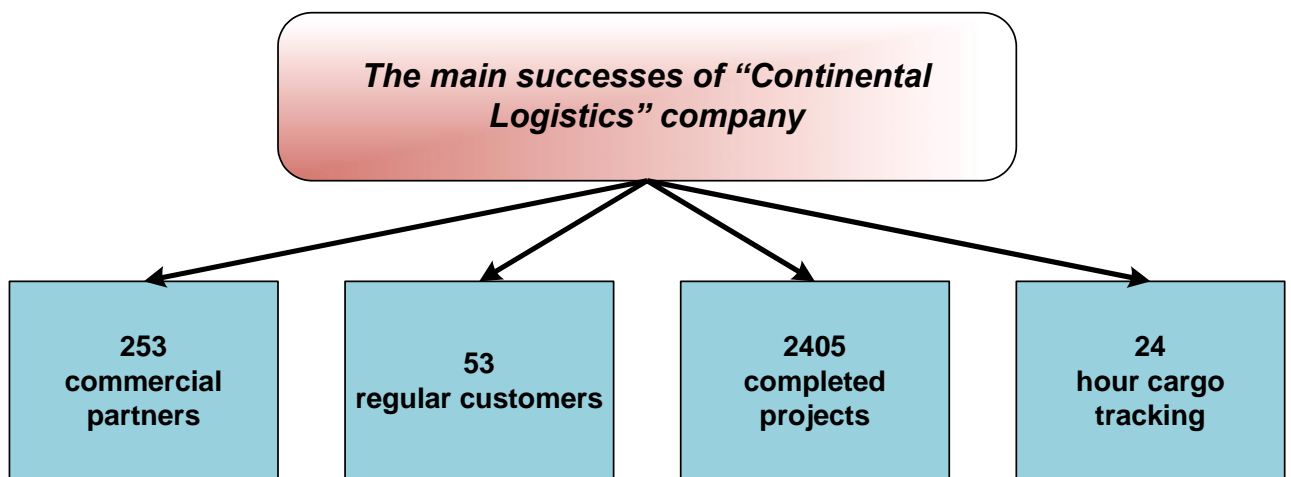 The main successes of “Continental
Logistics” company
253
commercial
partners
53
regular customers
2405
completed
projects
24
hour cargo
tracking